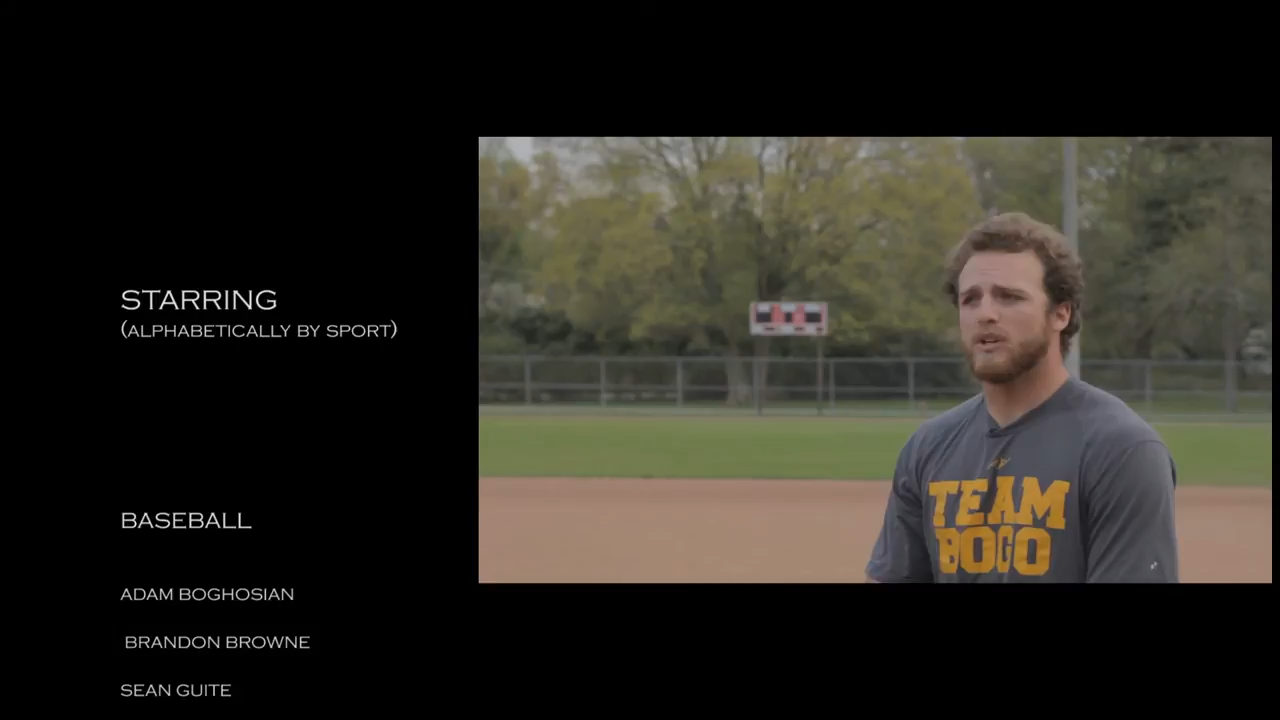 STARRING
(ALPHABETICALLY BY SPORT)
BASEBALL
ADAM BOGHOSIAN
BRANDON BROWNE
SEAN GUITE
TEAM
BOGO